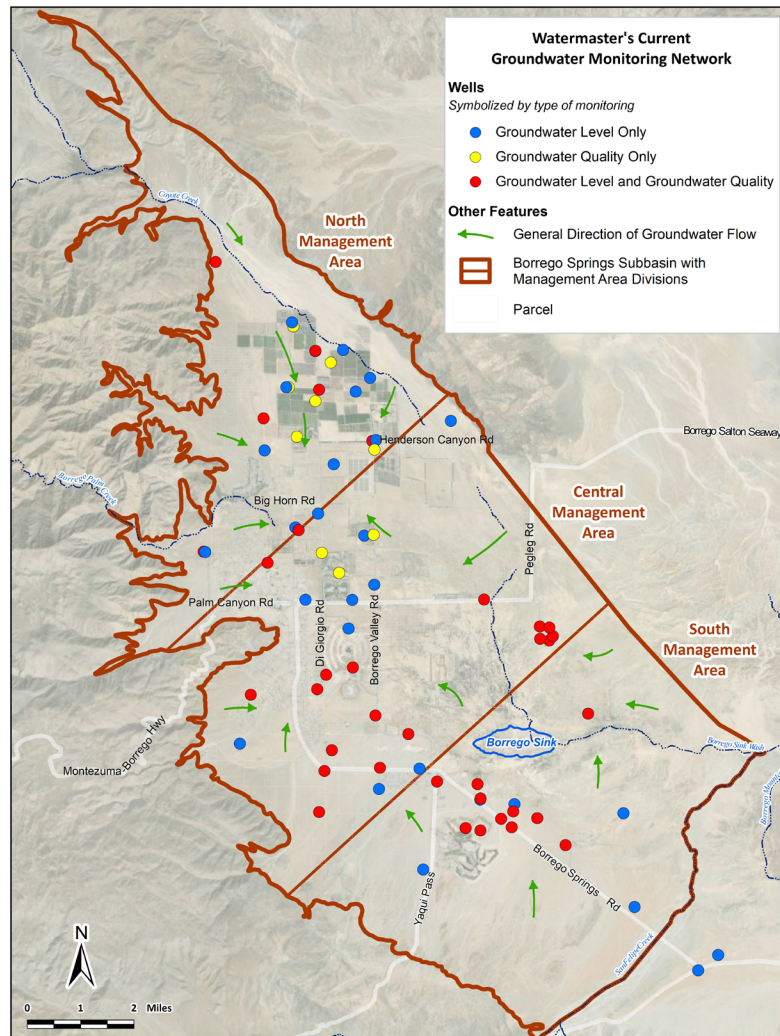 Watermaster's Current
Groundwater Monitoring Network
Wells
Symbolized by type of monitoring
Groundwater Level Only
Groundwater Quality Only
Groundwater Level and Groundwater Quality
Other Features
General Direction of Groundwater Flow
Borrego Springs Subbasin with
Management Area Divisions
Parcel
Coyote Creek
North
Management
Area
Henderson Canyon Rd
Borrego Salton Seaway
Borrego Palm Creek
Big Horn Rd
Central
Management
Area
Pegleg Rd
Palm Canyon Rd
Di Giorgio Rd
Borrego Valley Rd
South
Management
Area
Montezuma-Borrego Hwy
Borrego Sink
Borrego Sink Wash
Yaqui Pass
Borrego Springs Rd
SanFelipeCreek
N
0 1 2 Miles